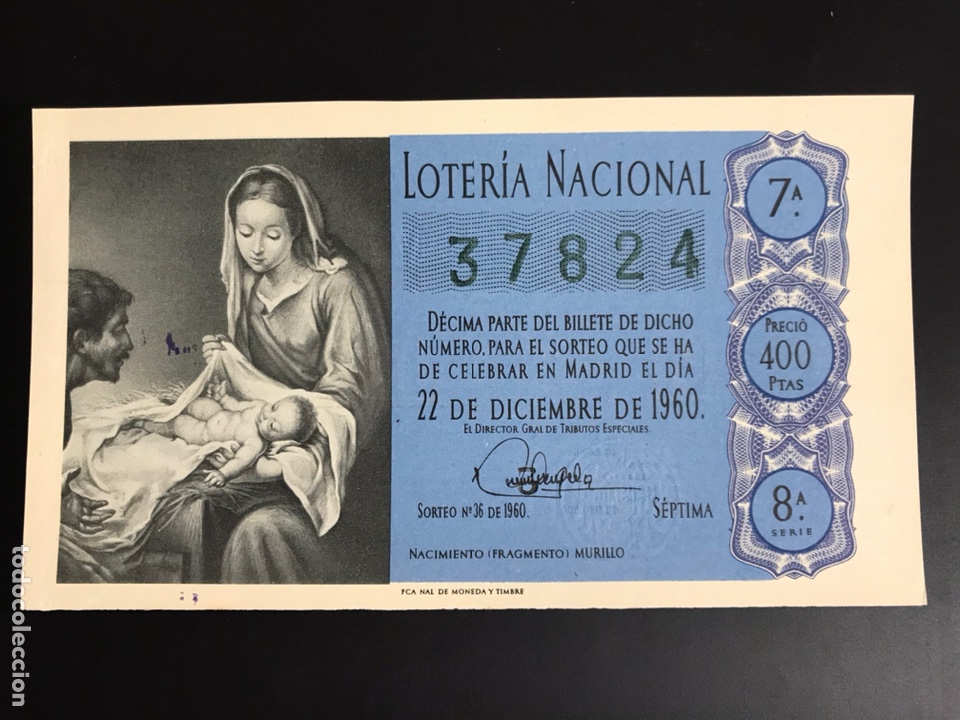 LOTERÍA NACIONAL
37824
DÉCIMA PARTE DEL BILLETE DE DICHO
NÚMERO, PARA EL SORTEO QUE SE HA
DE CELEBRAR EN MADRID EL DÍA
22 DE DICIEMBRE DE 1960.
EL DIRECTOR GRAL DE TRIBUTOS ESPECIALES
SORTEO Nº 36 DE 1960.
SÉPTIMA
NACIMIENTO (FRAGMENTO) MURILLO
7ª.
PRECIO
400
PTAS
8ª.
SERIE
FCA NAL DE MONEDA Y TIMBRE
todocoleccion